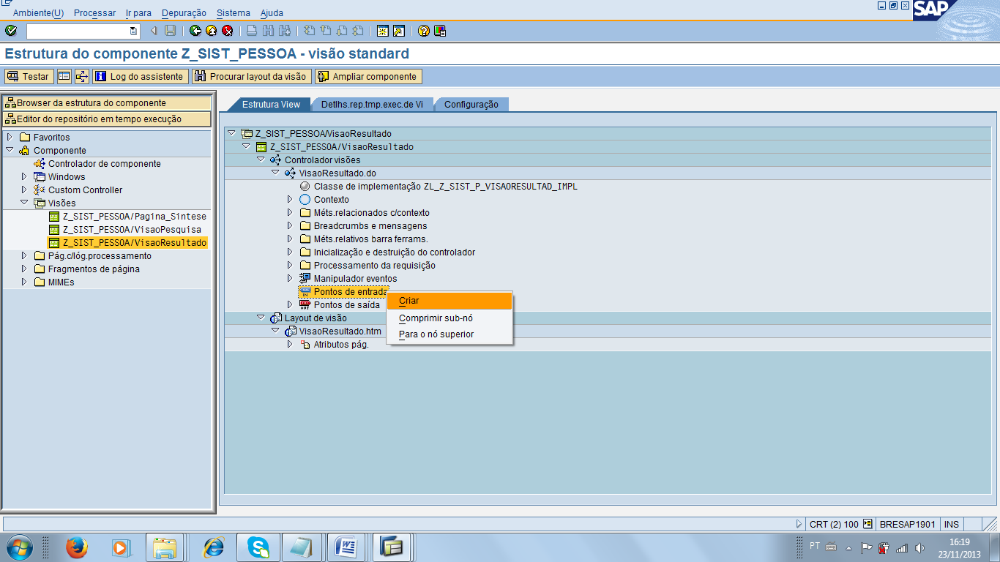 Ambiente(U) Processar Ir para Depuração Sistema Ajuda
SAP
Estrutura do componente Z_SIST_PESSOA - visão standard
Testar Log do assistente Procurar layout da visão Ampliar componente
Browser da estrutura do componente
Editor do repositório em tempo execução
Favoritos
Componente
Controlador de componente
Windows
Custom Controller
Visões
Z_SIST_PESSOA/Pagina_Sintese
Z_SIST_PESSOA/VisaoPesquisa
Z_SIST_PESSOA/VisaoResultado
Pág.c/lóg.processamento
Fragmentos de página
MIMEs
Estrutura View Detlhs.rep.tmp.exec.de Vi Configuração
Z_SIST_PESSOA/VisaoResultado
Z_SIST_PESSOA/VisaoResultado
Controlador visões
VisaoResultado.do
Classe de implementação ZL_Z_SIST_P_VISAORESULTAD_IMPL
Contexto
Méts.relacionados c/contexto
Breadcrumbs e mensagens
Méts.relativos barra ferrams.
Inicialização e destruição do controlador
Processamento da requisição
Manipulador eventos
IN Pontos de entrada
OUT Pontos de saída
Layout de visão
VisaoResultado.htm
Atributos pág.
Criar
Comprimir sub-nó
Para o nó superior
CRT (2) 100 BRESAP1901 INS
PT 16:19
23/11/2013